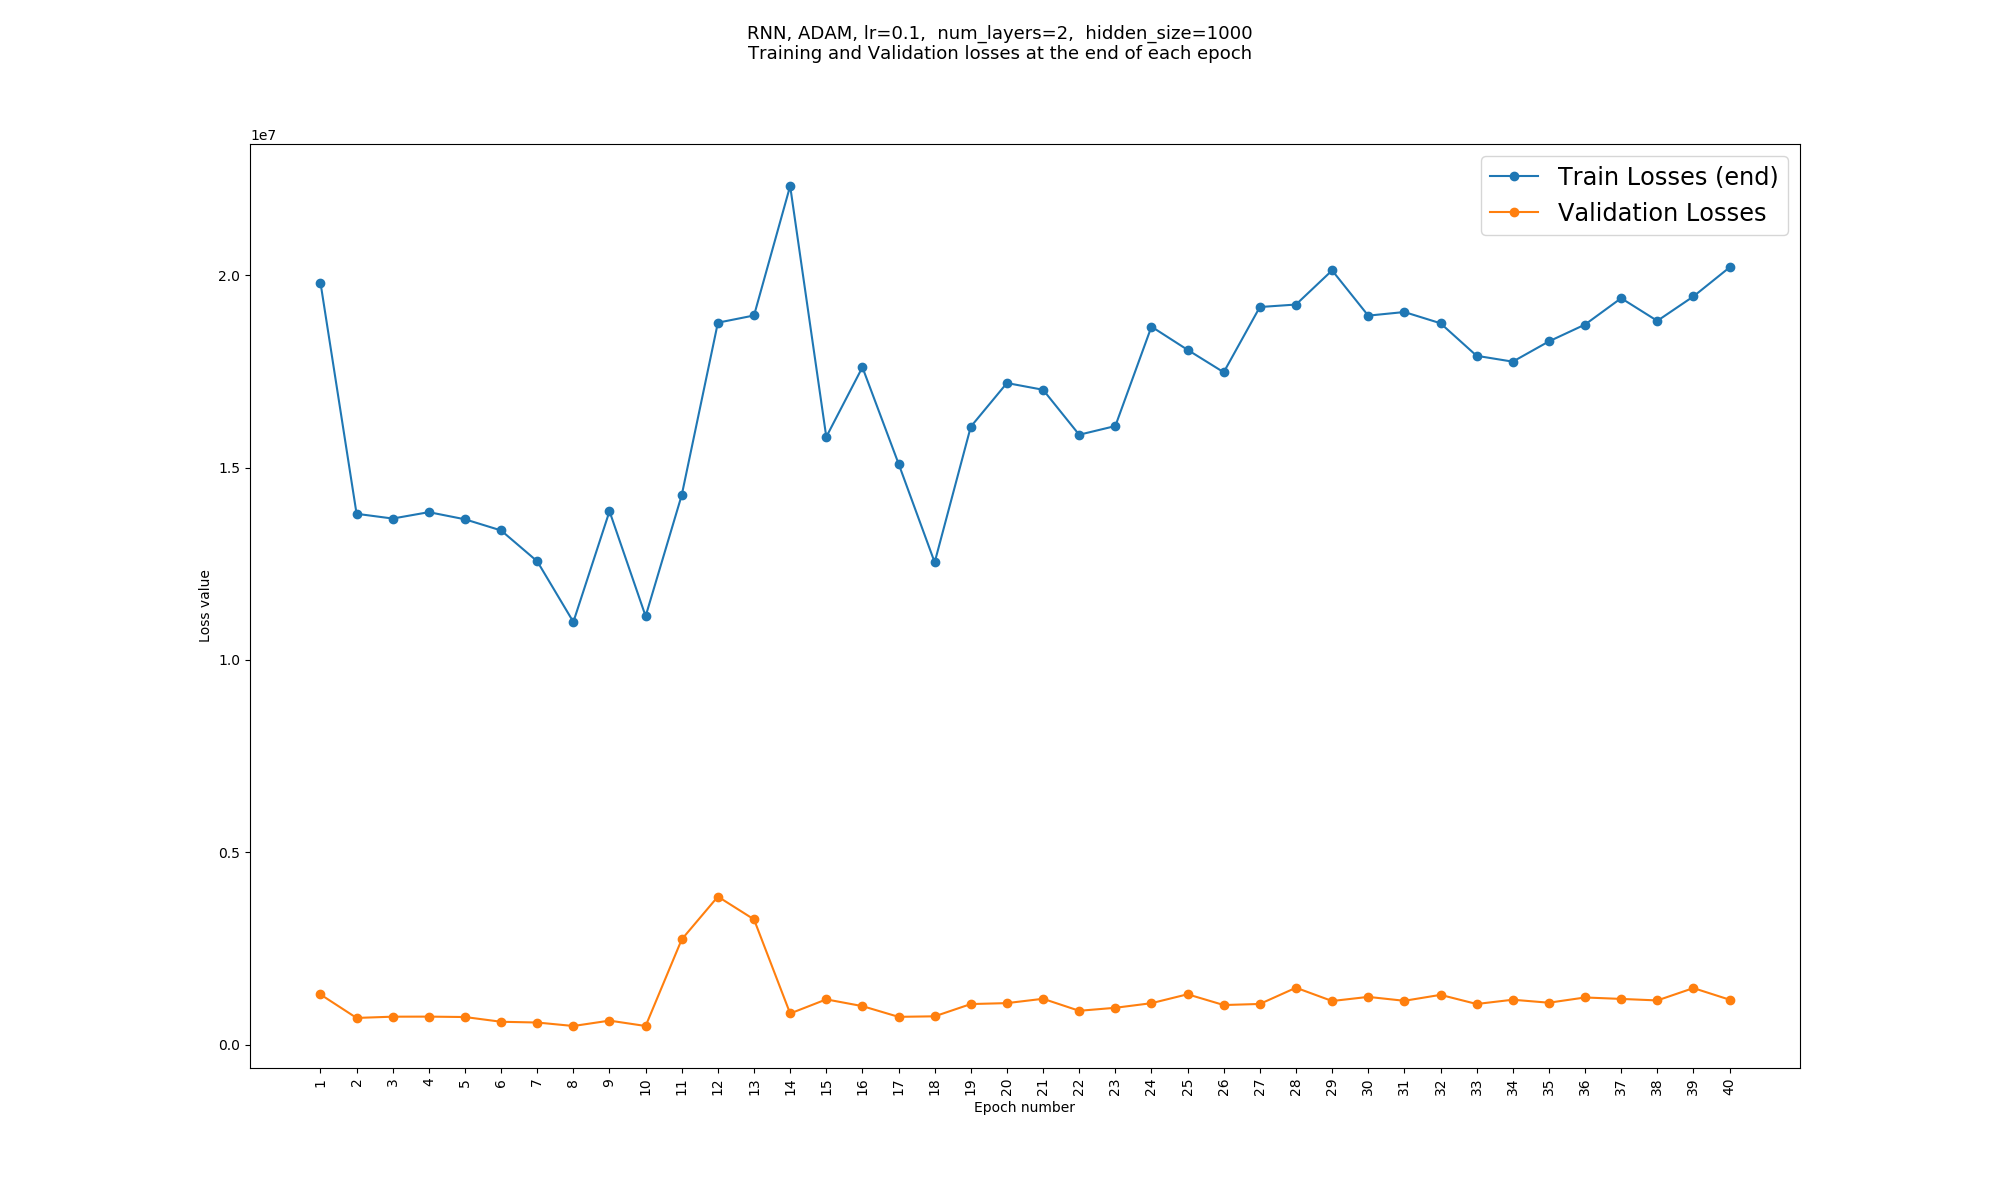 RNN, ADAM, lr=0.1,  num_layers=2,  hidden_size=1000
Training and Validation losses at the end of each epoch
1e7
Train Losses (end)
Validation Losses
2.0
1.5
1.0
0.5
0.0
Loss value
1 2 3 4 5 6 7 8 9 10 11 12 13 14 15 16 17 18 19 20 21 22 23 24 25 26 27 28 29 30 31 32 33 34 35 36 37 38 39 40
Epoch number